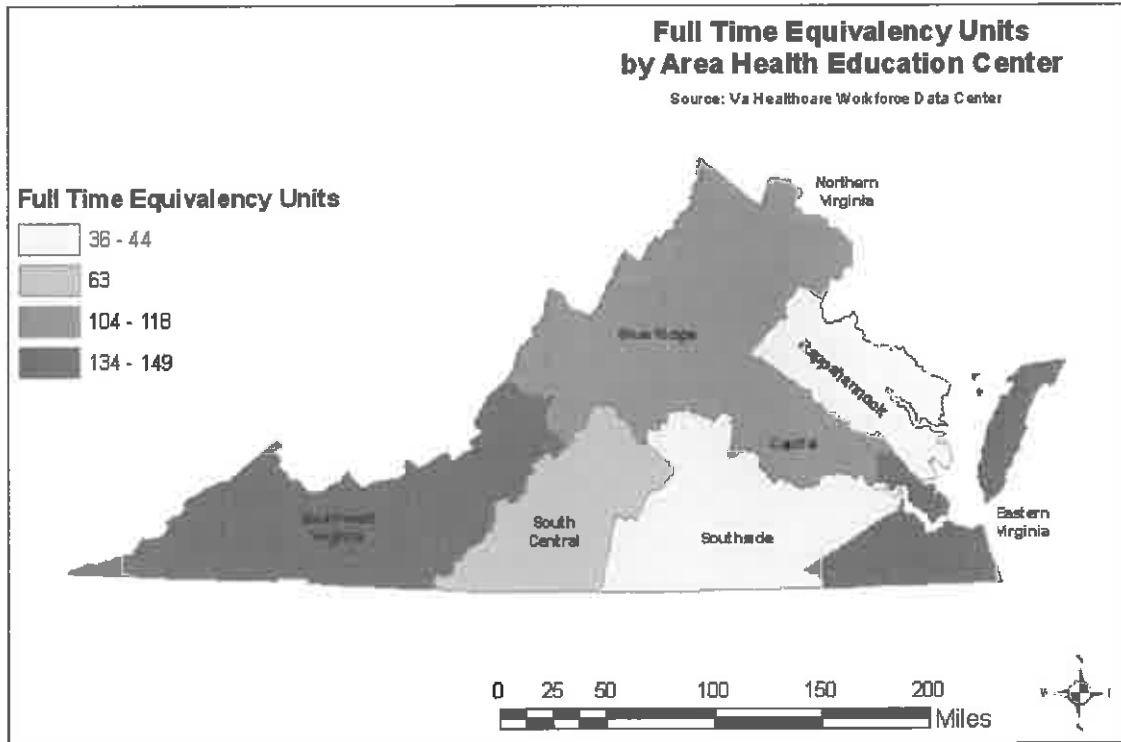 Full Time Equivalency Units
by Area Health Education Center
Source: Va Healthcare Workforce Data Center
Full Time Equivalency Units
36 - 44
63
104 - 118
134 - 149
Northern
Virginia
Blue Ridge
Rappahannock
Capital
Southwest
Virginia
South
Central
Southside
Eastern
Virginia
0 25 50 100 150 200
Miles
W